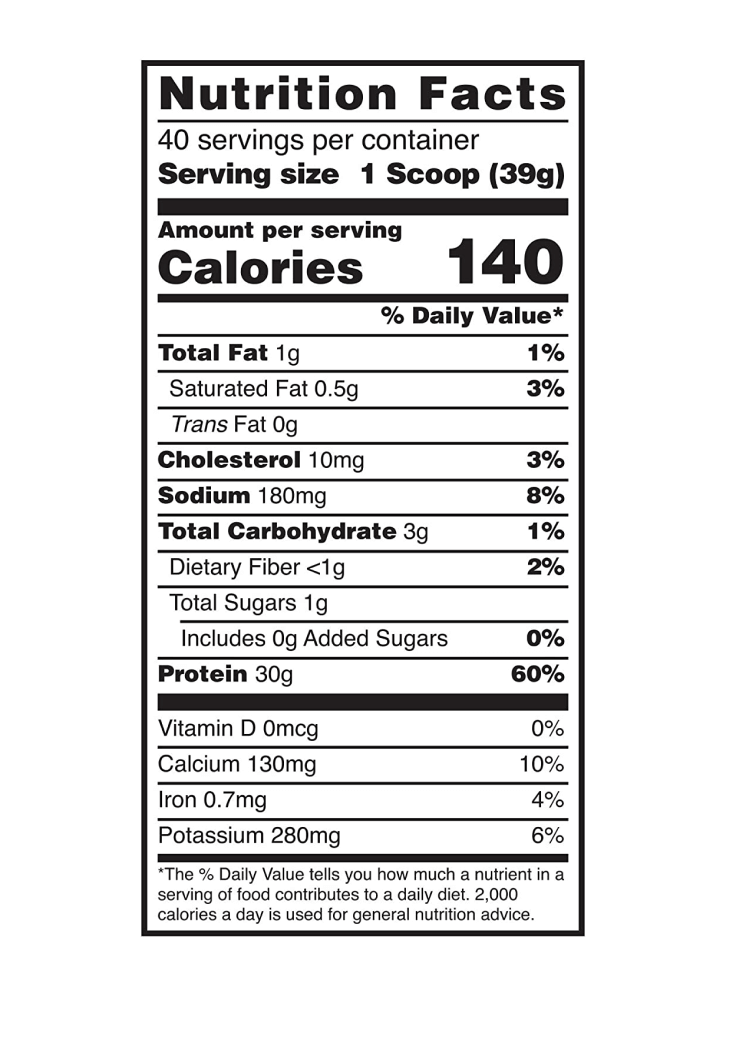 Nutrition Facts
40 servings per container
Serving size 1 Scoop (39g)
Amount per serving
Calories 140
% Daily Value*
Total Fat 1g 1%
Saturated Fat 0.5g 3%
Trans Fat 0g
Cholesterol 10mg 3%
Sodium 180mg 8%
Total Carbohydrate 3g 1%
Dietary Fiber <1g 2%
Total Sugars 1g
Includes 0g Added Sugars 0%
Protein 30g 60%
Vitamin D 0mcg 0%
Calcium 130mg 10%
Iron 0.7mg 4%
Potassium 280mg 6%
*The % Daily Value tells you how much a nutrient in a
serving of food contributes to a daily diet. 2,000
calories a day is used for general nutrition advice.